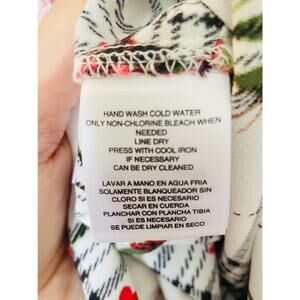 HAND WASH COLD WATER
ONLY NON-CHLORINE BLEACH WHEN
NEEDED
LINE DRY
PRESS WITH COOL IRON
IF NECESSARY
CAN BE DRY CLEANED
LAVAR A MANO EN AGUA FRIA
SOLAMENTE BLANQUEADOR SIN
CLORO SI ES NECESARIO
SECAR EN CUERDA
PLANCHAR CON PLANCHA TIBIA
SI ES NECESARIO
SE PUEDE LIMPIAR EN SECO